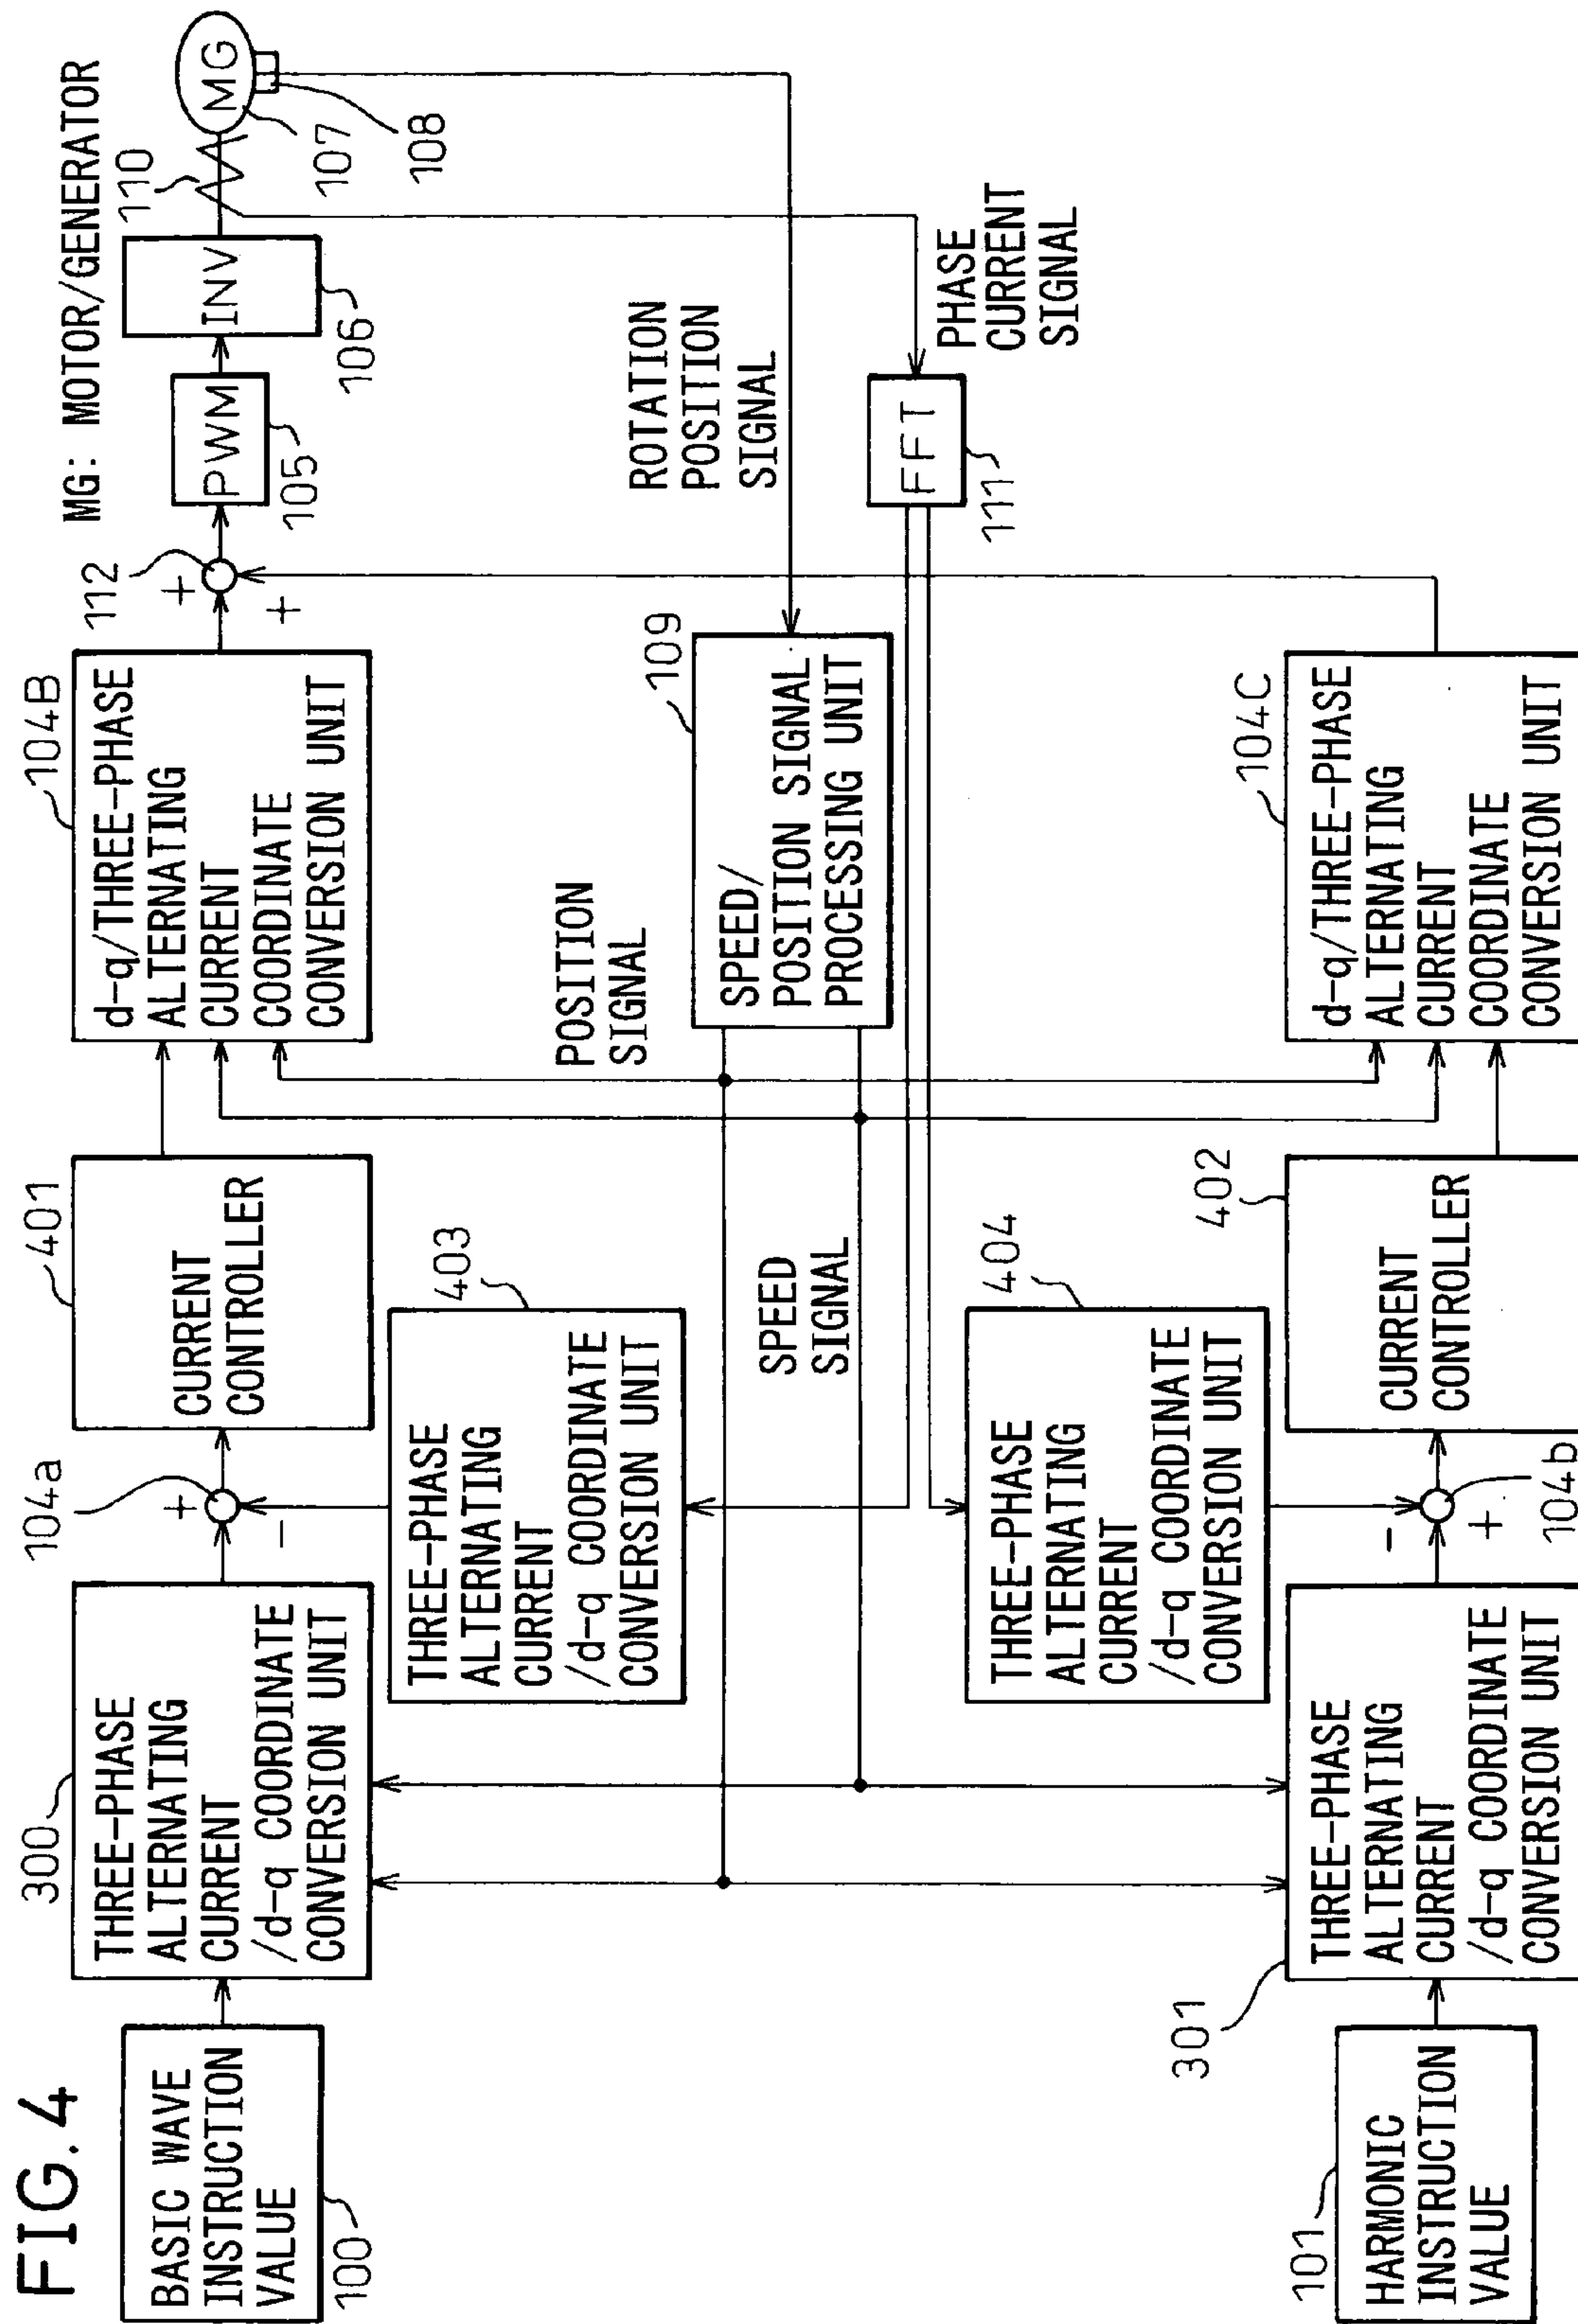 FIG.4
MG: MOTOR/GENERATOR
BASIC WAVE
INSTRUCTION
VALUE
100
300
THREE-PHASE
ALTERNATING
CURRENT
/d-q COORDINATE
CONVERSION UNIT
104a
+
-
401
CURRENT
CONTROLLER
104B
d-q/THREE-PHASE
ALTERNATING
CURRENT
COORDINATE
CONVERSION UNIT
112
+
+
PWM
105
INV
106
110
MG
107
108
403
THREE-PHASE
ALTERNATING
CURRENT
/d-q COORDINATE
CONVERSION UNIT
POSITION
SIGNAL
SPEED
SIGNAL
109
SPEED/
POSITION SIGNAL
PROCESSING UNIT
ROTATION
POSITION
SIGNAL
FFT
111
PHASE
CURRENT
SIGNAL
404
THREE-PHASE
ALTERNATING
CURRENT
/d-q COORDINATE
CONVERSION UNIT
HARMONIC
INSTRUCTION
VALUE
101
301
THREE-PHASE
ALTERNATING
CURRENT
/d-q COORDINATE
CONVERSION UNIT
-
+
104b
402
CURRENT
CONTROLLER
104C
d-q/THREE-PHASE
ALTERNATING
CURRENT
COORDINATE
CONVERSION UNIT